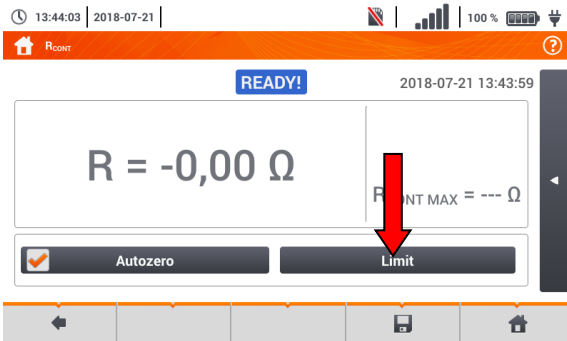 13:44:03 2018-07-21 100 %
RCONT ?
READY! 2018-07-21 13:43:59
R = -0,00 Ω
R ONT MAX = --- Ω
Autozero Limit